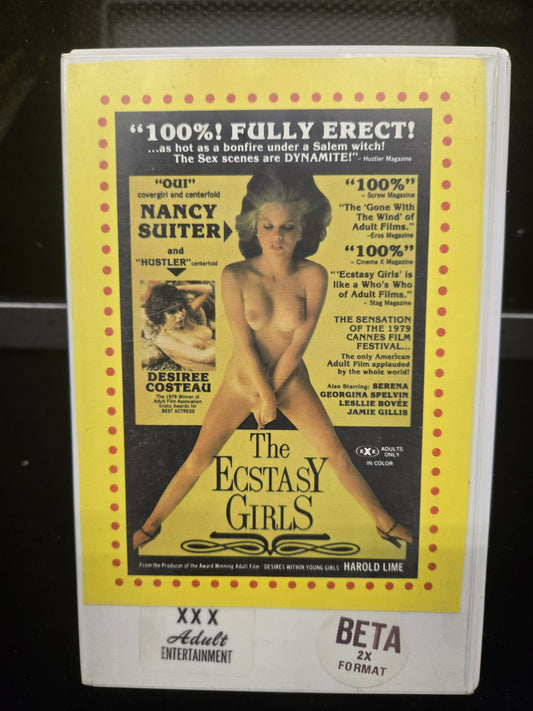 "100%! FULLY ERECT!
...as hot as a bonfire under a Salem witch!
The Sex scenes are DYNAMITE!" – Hustler Magazine
"OUI"
covergirl and centerfold
NANCY
SUITER
and
"HUSTLER" centerfold
DESIREE
COSTEAU
The 1979 Winner of
Adult Film Association
Erotic Awards for
BEST ACTRESS
"100%"
– Screw Magazine
"The 'Gone With
The Wind' of
Adult Films."
–Eros Magazine
"100%"
– Cinema X Magazine
"'Ecstasy Girls' is
like a Who's Who
of Adult Films."
– Stag Magazine
THE SENSATION
OF THE 1979
CANNES FILM
FESTIVAL...
The only American
Adult Film applauded
by the whole world!
Also Starring: SERENA
GEORGINA SPELVIN
LESLLIE BOVÉE
JAMIE GILLIS
XXX ADULTS
ONLY
IN COLOR
The
ECSTASY
GIRLS
From the Producer of the Award Winning Adult Film "DESIRES WITHIN YOUNG GIRLS" HAROLD LIME
XXX
Adult
ENTERTAINMENT
BETA
2X
FORMAT